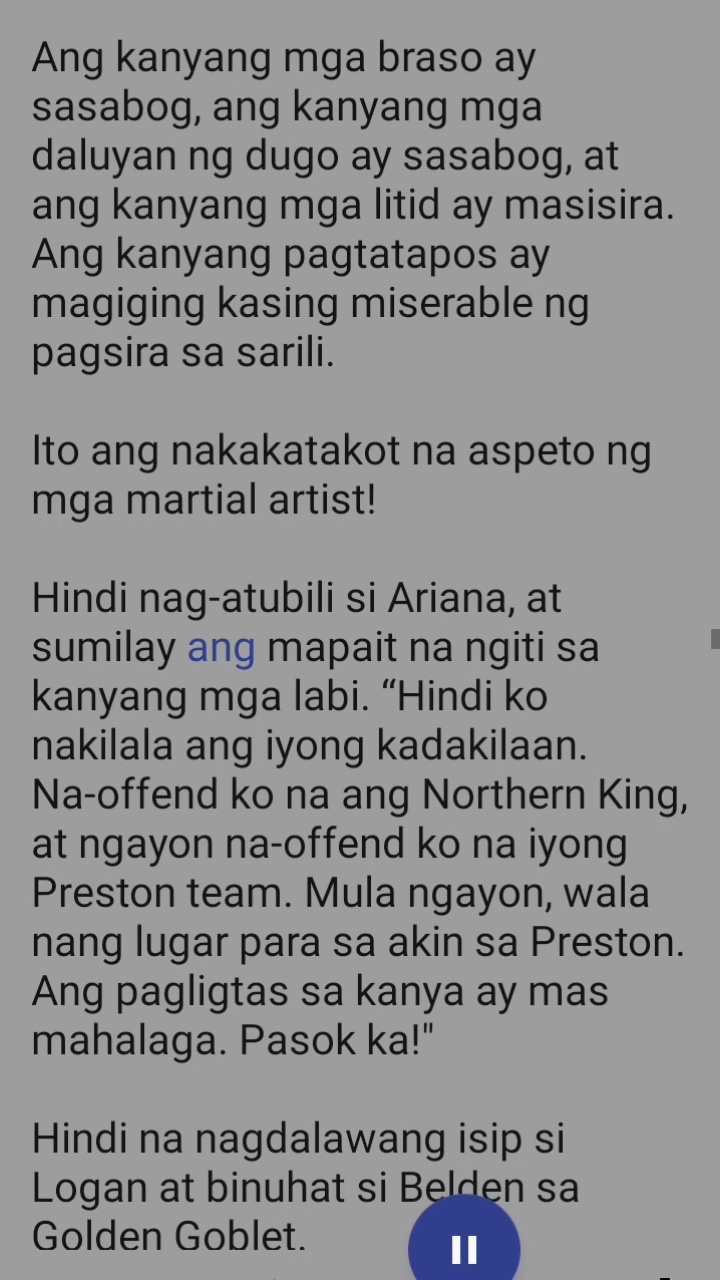 Ang kanyang mga braso ay
sasabog, ang kanyang mga
daluyan ng dugo ay sasabog, at
ang kanyang mga litid ay masisira.
Ang kanyang pagtatapos ay
magiging kasing miserable ng
pagsira sa sarili.
Ito ang nakakatakot na aspeto ng
mga martial artist!
Hindi nag-atubili si Ariana, at
sumilay ang mapait na ngiti sa
kanyang mga labi. “Hindi ko
nakilala ang iyong kadakilaan.
Na-offend ko na ang Northern King,
at ngayon na-offend ko na iyong
Preston team. Mula ngayon, wala
nang lugar para sa akin sa Preston.
Ang pagligtas sa kanya ay mas
mahalaga. Pasok ka!"
Hindi na nagdalawang isip si
Logan at binuhat si Belden sa
Golden Goblet.